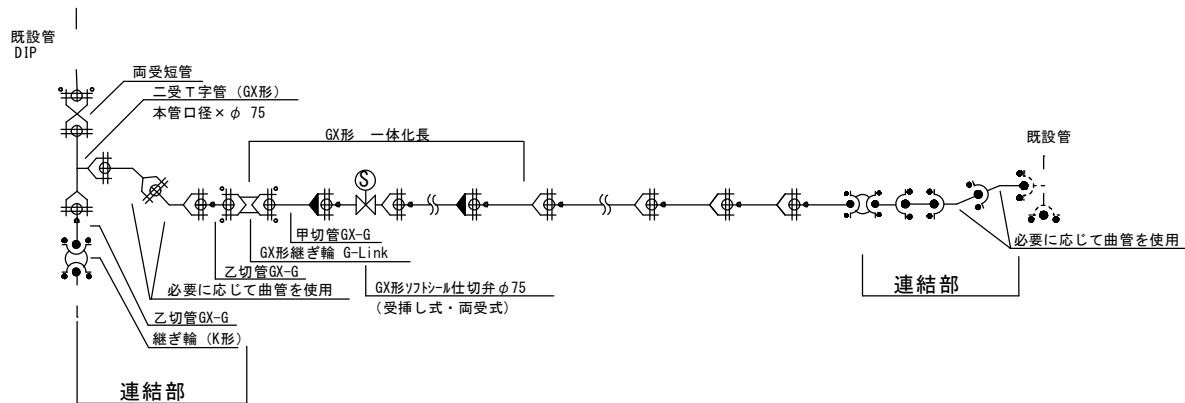 既設管
DIP
両受短管
二受T字管 (GX形)
本管口径×φ 75
GX形 一体化長
既設管
S
甲切管GX-G
GX形継ぎ輪 G-Link
乙切管GX-G
必要に応じて曲管を使用
GX形ソフトシール仕切弁φ75
(受挿し式・両受式)
必要に応じて曲管を使用
連結部
乙切管GX-G
継ぎ輪 (K形)
連結部